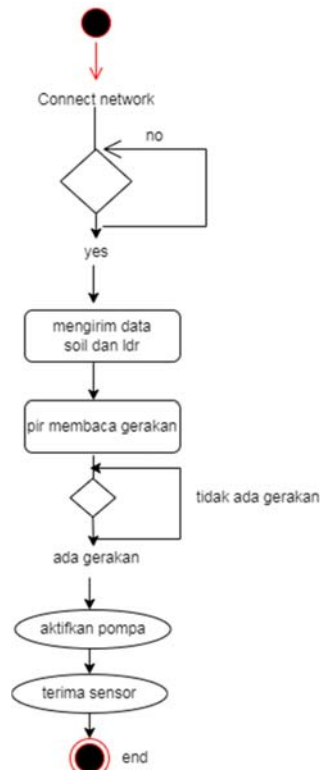 Connect network
no
yes
mengirim data
soil dan ldr
pir membaca gerakan
tidak ada gerakan
ada gerakan
aktifkan pompa
terima sensor
end